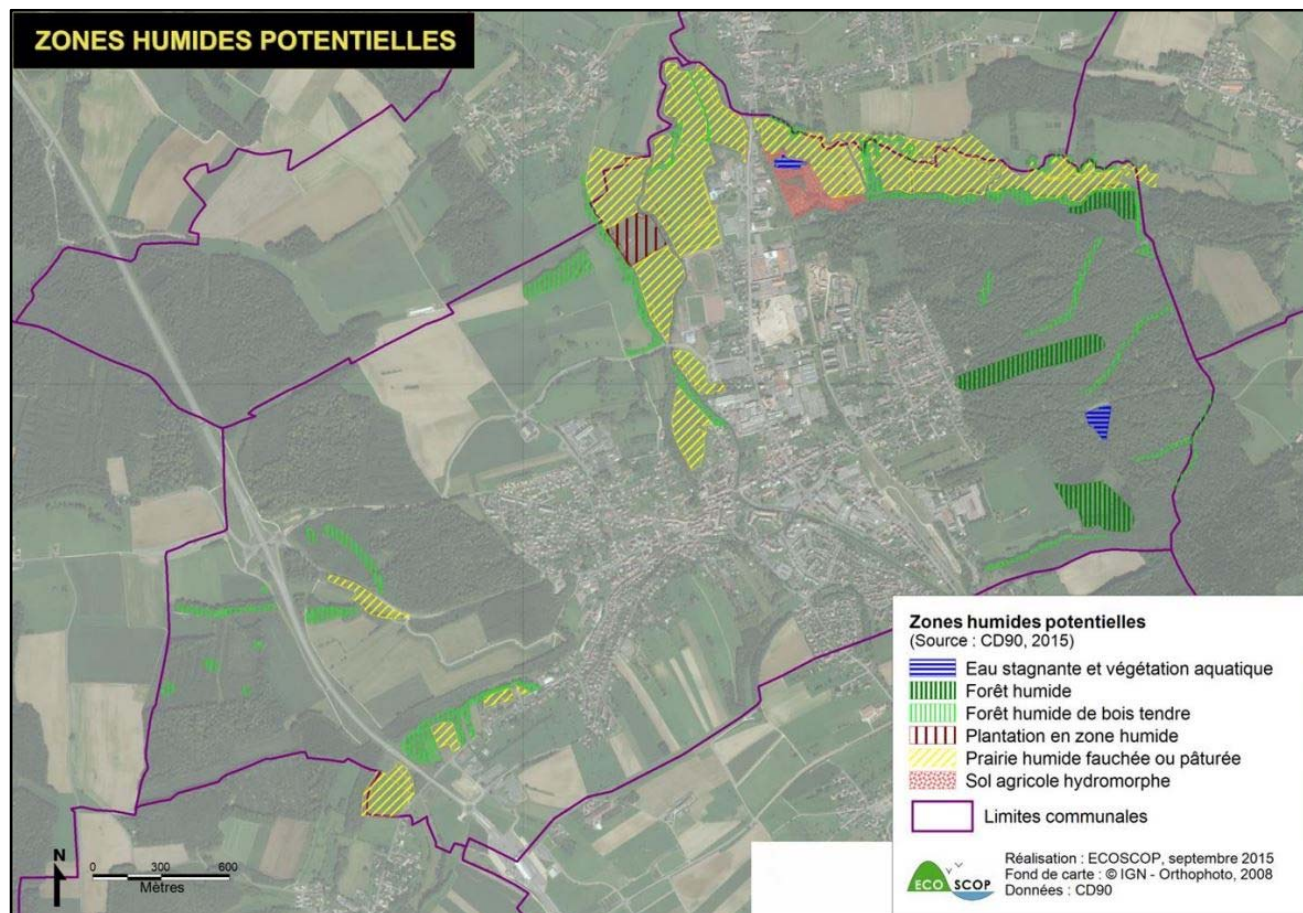 ZONES HUMIDES POTENTIELLES
Zones humides potentielles
(Source : CD90, 2015)
Eau stagnante et végétation aquatique
Forêt humide
Forêt humide de bois tendre
Plantation en zone humide
Prairie humide fauchée ou pâturée
Sol agricole hydromorphe
Limites communales
N
0 300 600
Mètres
ECO SCOP
Réalisation : ECOSCOP, septembre 2015
Fond de carte : © IGN - Orthophoto, 2008
Données : CD90